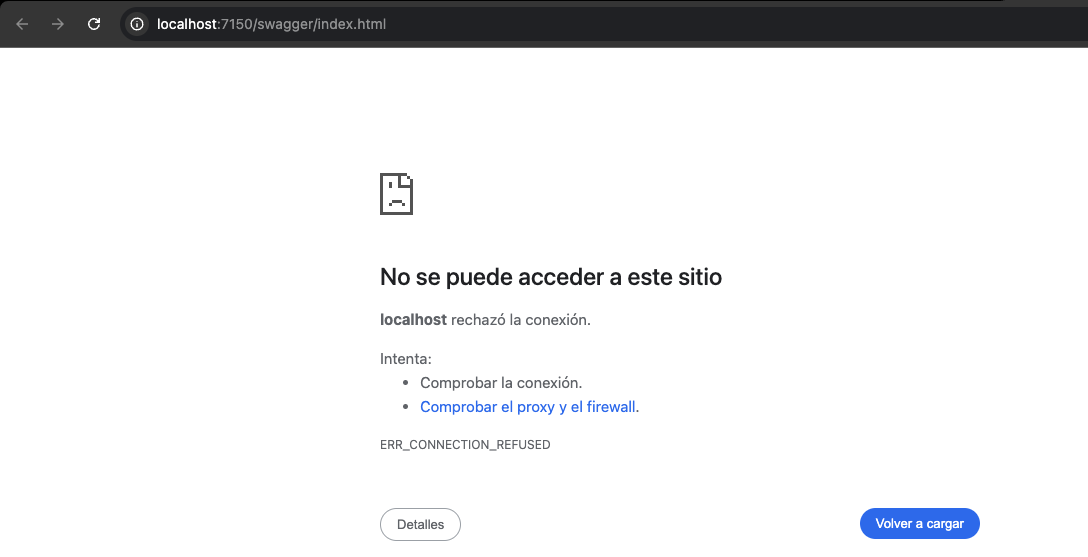 localhost:7150/swagger/index.html
No se puede acceder a este sitio
localhost rechazó la conexión.
Intenta:
• Comprobar la conexión.
• Comprobar el proxy y el firewall.
ERR_CONNECTION_REFUSED
Detalles
Volver a cargar